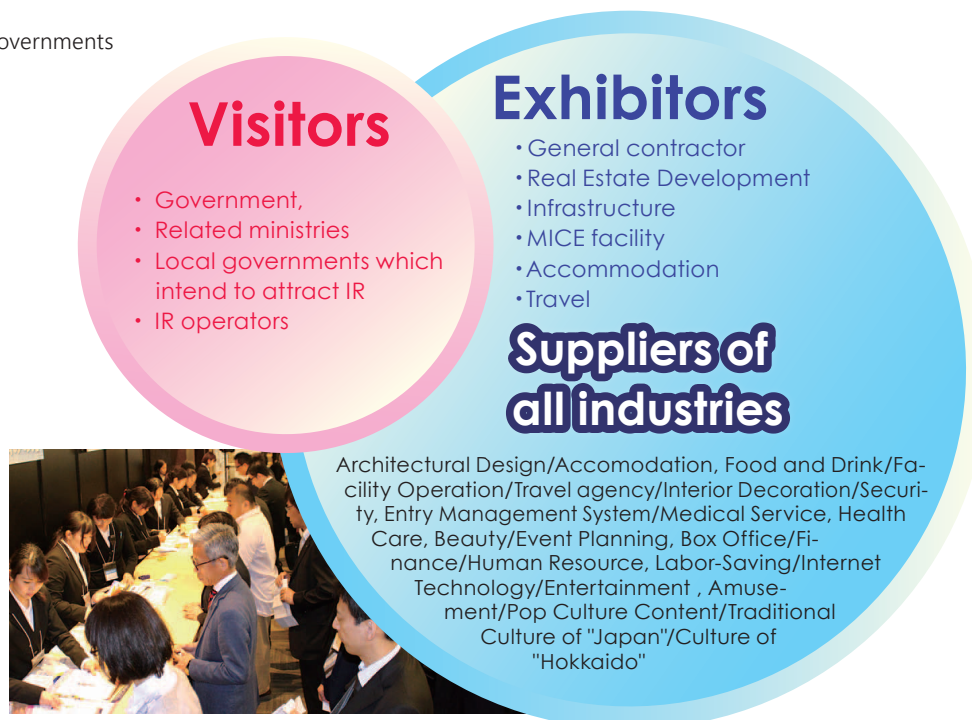 overnments
Visitors
・ Government,
・ Related ministries
・ Local governments which
intend to attract IR
・ IR operators
Exhibitors
・General contractor
・Real Estate Development
・Infrastructure
・MICE facility
・Accommodation
・Travel
Suppliers of
all industries
Architectural Design/Accomodation, Food and Drink/Fa-
cility Operation/Travel agency/Interior Decoration/Securi-
ty, Entry Management System/Medical Service, Health
Care, Beauty/Event Planning, Box Office/Fi-
nance/Human Resource, Labor-Saving/Internet
Technology/Entertainment , Amuse-
ment/Pop Culture Content/Traditional
Culture of "Japan"/Culture of
"Hokkaido"